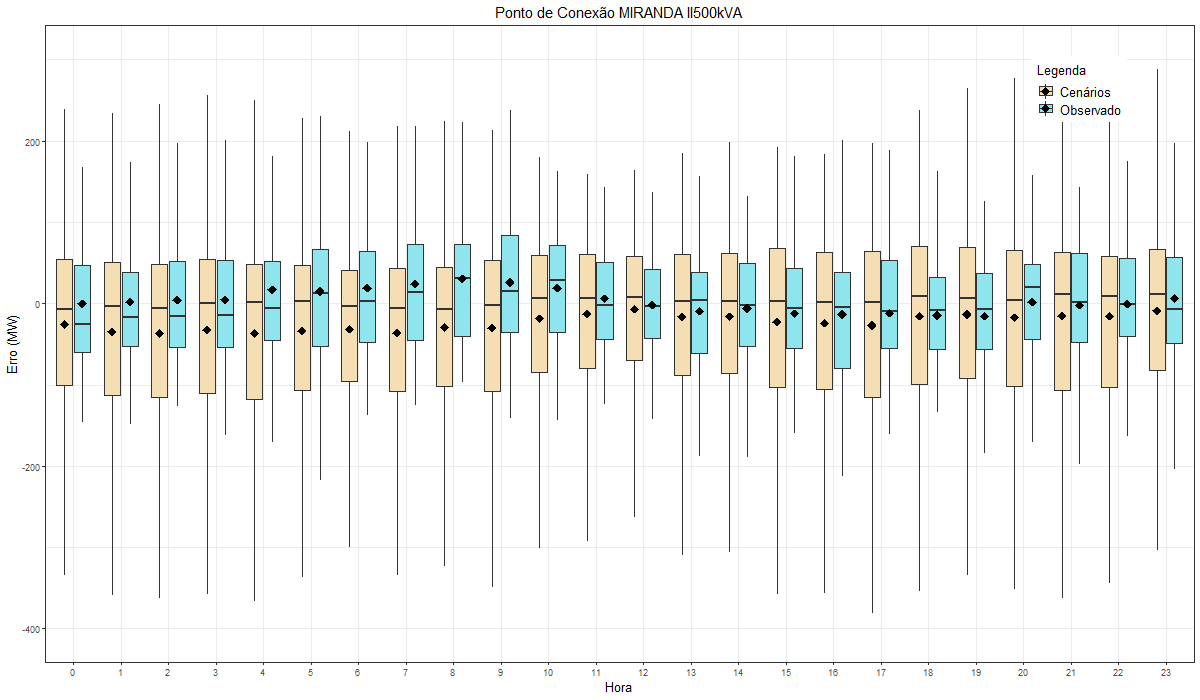 Ponto de Conexão MIRANDA II500kVA
Legenda
Cenários
Observado
Erro (MW)
200
0
-200
-400
0 1 2 3 4 5 6 7 8 9 10 11 12 13 14 15 16 17 18 19 20 21 22 23
Hora